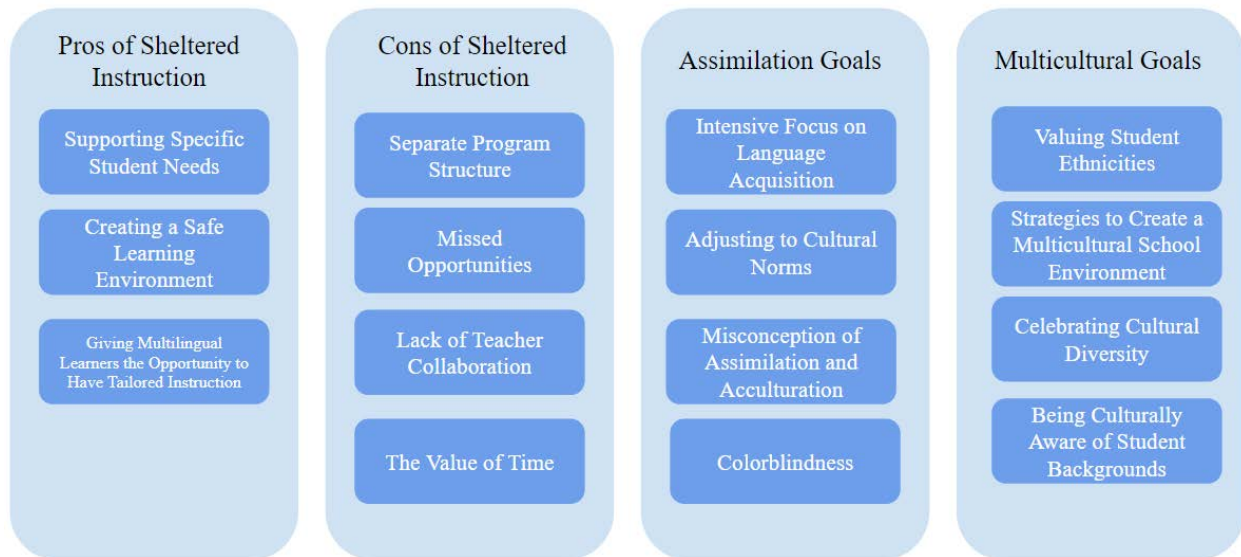 Pros of Sheltered
Instruction
Supporting Specific
Student Needs
Creating a Safe
Learning
Environment
Giving Multilingual
Learners the Opportunity to
Have Tailored Instruction
Cons of Sheltered
Instruction
Separate Program
Structure
Missed
Opportunities
Lack of Teacher
Collaboration
The Value of Time
Assimilation Goals
Intensive Focus on
Language
Acquisition
Adjusting to Cultural
Norms
Misconception of
Assimilation and
Acculturation
Colorblindness
Multicultural Goals
Valuing Student
Ethnicities
Strategies to Create a
Multicultural School
Environment
Celebrating Cultural
Diversity
Being Culturally
Aware of Student
Backgrounds